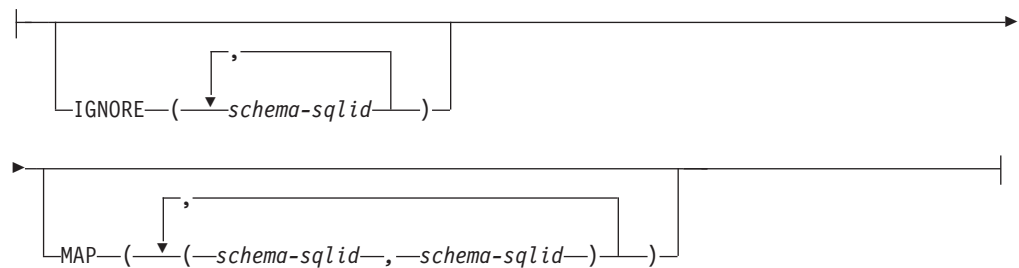 ,
IGNORE ( schema-sqlid )
,
MAP ( ( schema-sqlid , schema-sqlid ) )